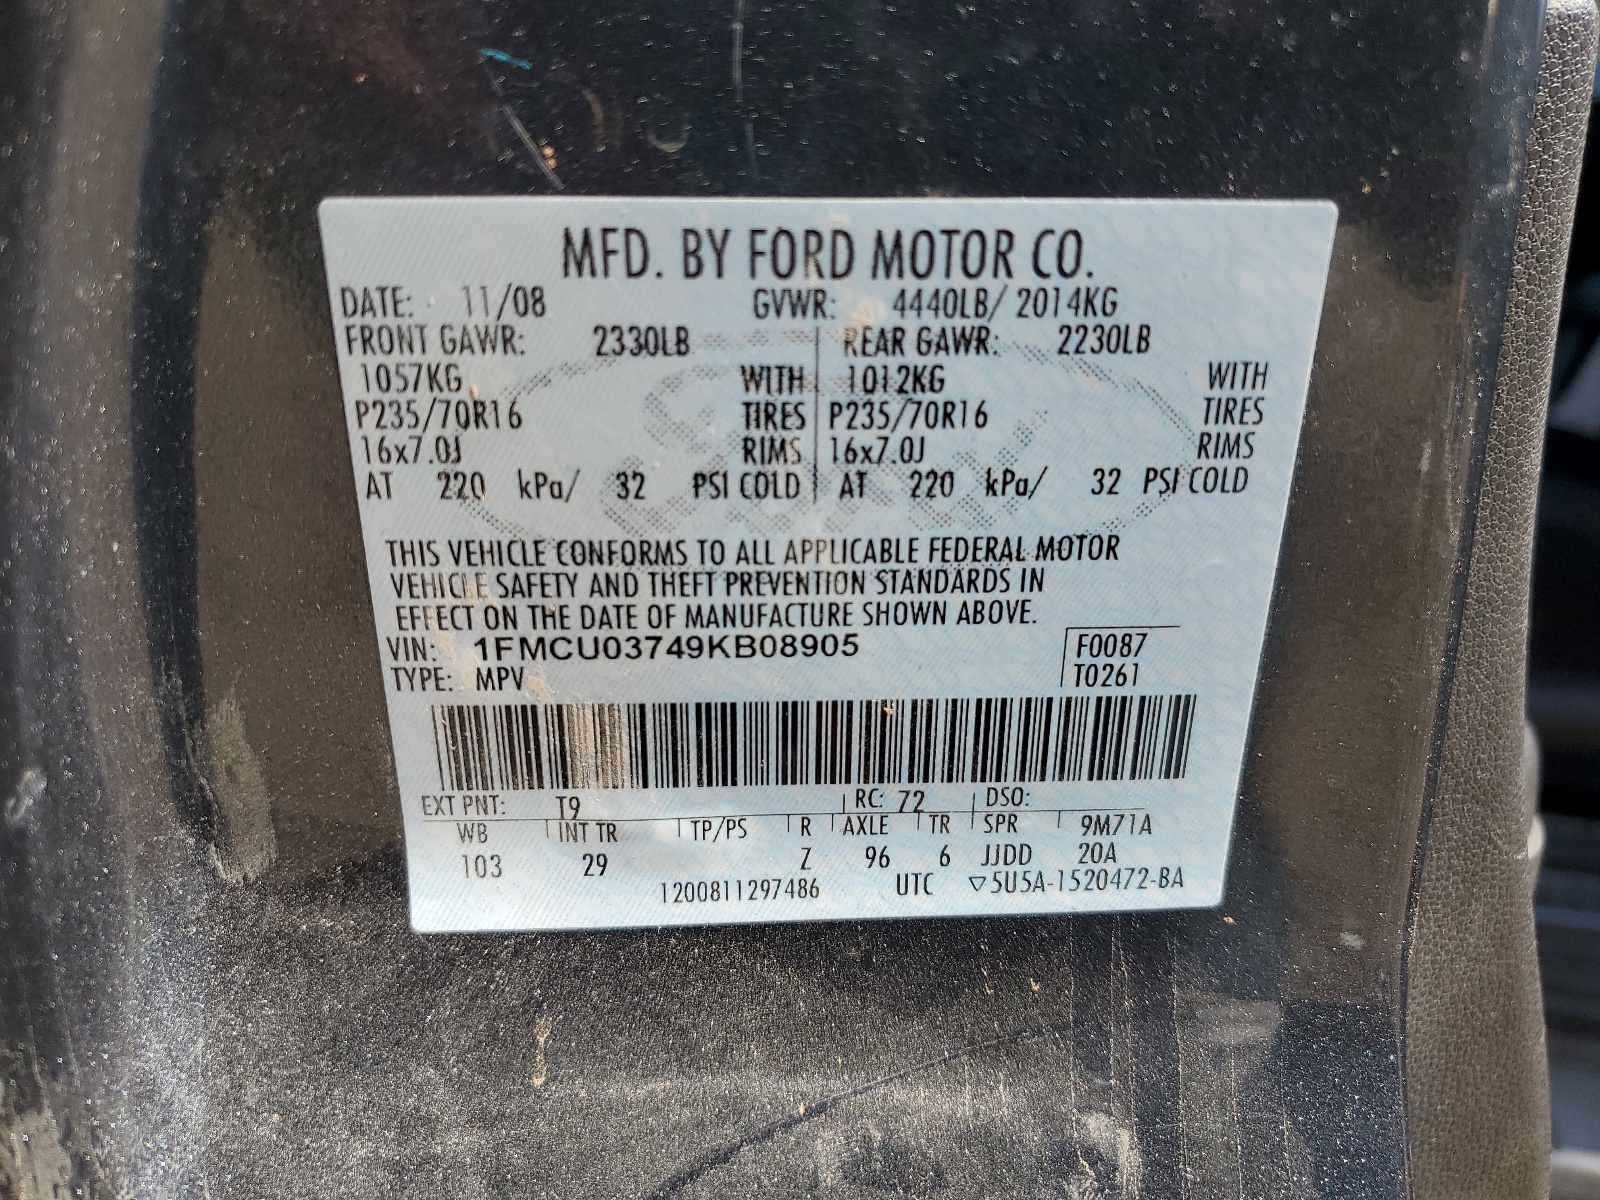 MFD. BY FORD MOTOR CO.
DATE: 11/08 GVWR: 4440LB/ 2014KG
FRONT GAWR: 2330LB REAR GAWR: 2230LB
1057KG WITH 1012KG WITH
P235/70R16 TIRES P235/70R16 TIRES
16x7.0J RIMS 16x7.0J RIMS
AT 220 kPa/ 32 PSI COLD AT 220 kPa/ 32 PSI COLD
THIS VEHICLE CONFORMS TO ALL APPLICABLE FEDERAL MOTOR
VEHICLE SAFETY AND THEFT PREVENTION STANDARDS IN
EFFECT ON THE DATE OF MANUFACTURE SHOWN ABOVE.
VIN: 1FMCU03749KB08905 F0087
TYPE: MPV T0261
EXT PNT: T9 RC: 72 DSO:
WB INT TR TP/PS R AXLE TR SPR 9M71A
103 29 Z 96 6 JJDD 20A
1200811297486 UTC ▽5U5A-1520472-BA